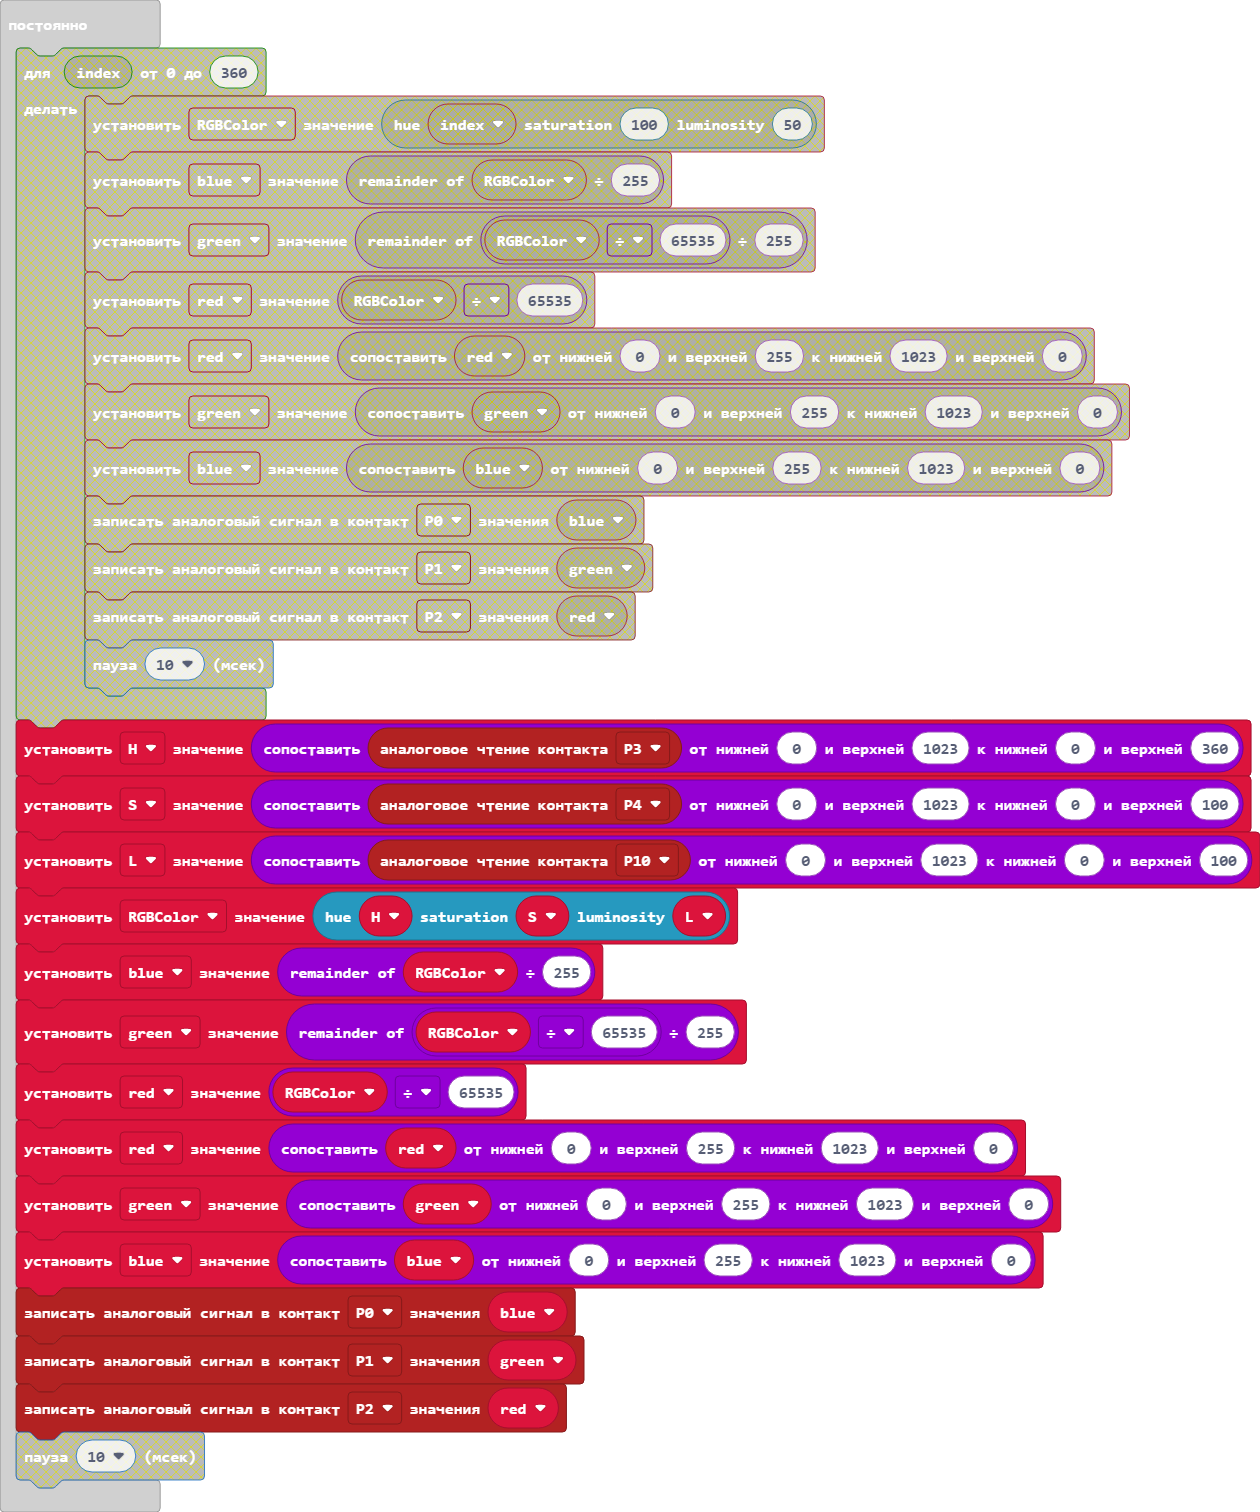 постоянно
для index от 0 до 360
делать
установить RGBColor значение hue index saturation 100 luminosity 50
установить blue значение remainder of RGBColor ÷ 255
установить green значение remainder of RGBColor ÷ 65535 ÷ 255
установить red значение RGBColor ÷ 65535
установить red значение сопоставить red от нижней 0 и верхней 255 к нижней 1023 и верхней 0
установить green значение сопоставить green от нижней 0 и верхней 255 к нижней 1023 и верхней 0
установить blue значение сопоставить blue от нижней 0 и верхней 255 к нижней 1023 и верхней 0
записать аналоговый сигнал в контакт P0 значения blue
записать аналоговый сигнал в контакт P1 значения green
записать аналоговый сигнал в контакт P2 значения red
пауза 10 (мсек)
установить H значение сопоставить аналоговое чтение контакта P3 от нижней 0 и верхней 1023 к нижней 0 и верхней 360
установить S значение сопоставить аналоговое чтение контакта P4 от нижней 0 и верхней 1023 к нижней 0 и верхней 100
установить L значение сопоставить аналоговое чтение контакта P10 от нижней 0 и верхней 1023 к нижней 0 и верхней 100
установить RGBColor значение hue H saturation S luminosity L
установить blue значение remainder of RGBColor ÷ 255
установить green значение remainder of RGBColor ÷ 65535 ÷ 255
установить red значение RGBColor ÷ 65535
установить red значение сопоставить red от нижней 0 и верхней 255 к нижней 1023 и верхней 0
установить green значение сопоставить green от нижней 0 и верхней 255 к нижней 1023 и верхней 0
установить blue значение сопоставить blue от нижней 0 и верхней 255 к нижней 1023 и верхней 0
записать аналоговый сигнал в контакт P0 значения blue
записать аналоговый сигнал в контакт P1 значения green
записать аналоговый сигнал в контакт P2 значения red
пауза 10 (мсек)